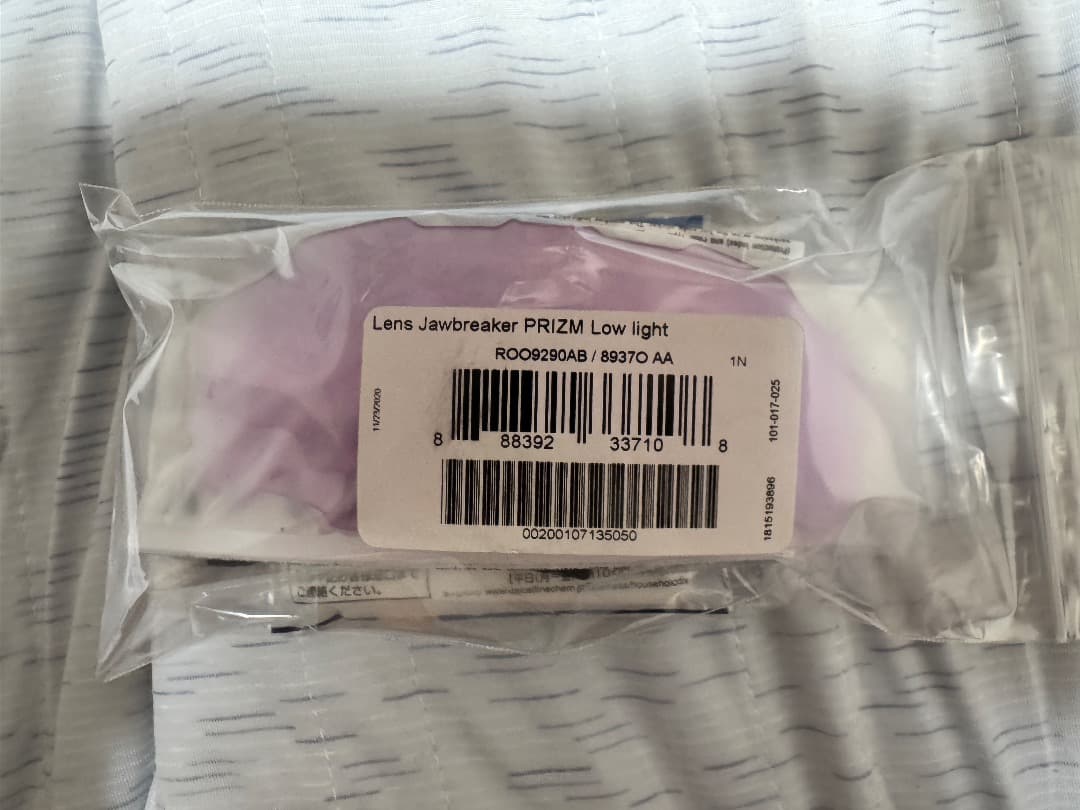 Lens Jawbreaker PRIZM Low light
ROO9290AB / 8937O AA
1N
11/23/2020
101-017-025
8 88392 33710 8
1815193896
00200107135050
ご連絡ください。